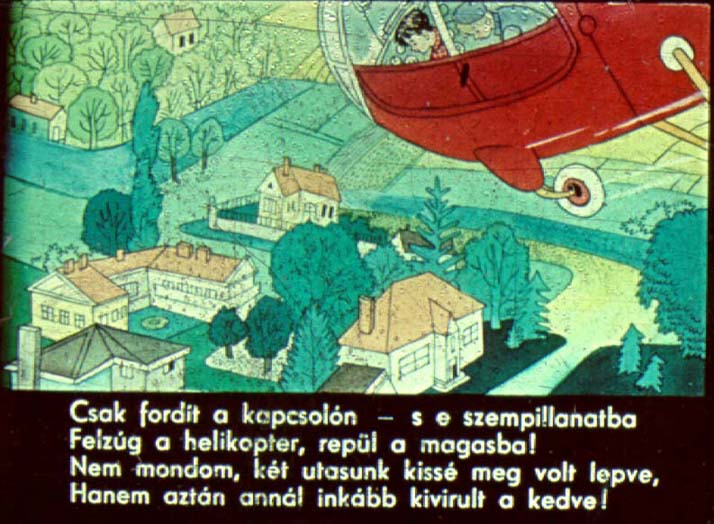 Csak fordít a kapcsolón – s e szempillanatba
Felzúg a helikopter, repül a magasba!
Nem mondom, két utasunk kissé meg volt lepve,
Hanem aztán annál inkább kivirult a kedve!